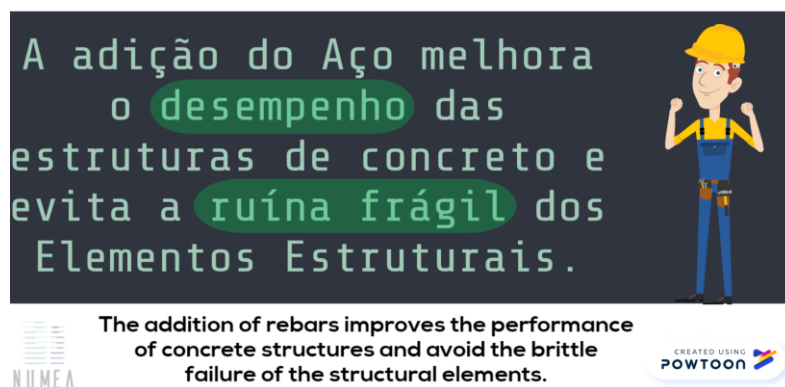 A adição do Aço melhora
o desempenho das
estruturas de concreto e
evita a ruína frágil dos
Elementos Estruturais.
The addition of rebars improves the performance
of concrete structures and avoid the brittle
failure of the structural elements.
NUMEA
CREATED USING
POWTOON